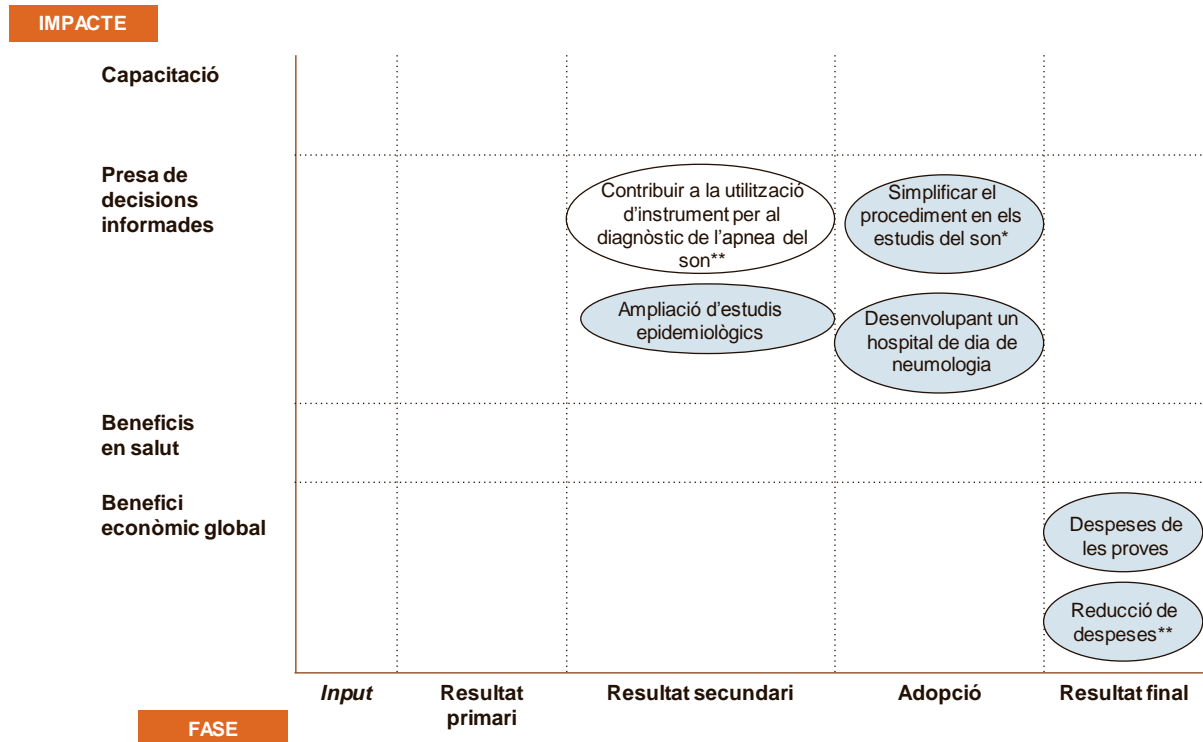 IMPACTE
Capacitació
Presa de
decisions
informades
Contribuir a la utilització
d'instrument per al
diagnòstic de l'apnea del
son**
Simplificar el
procediment en els
estudis del son*
Ampliació d'estudis
epidemiològics
Desenvolupant un
hospital de dia de
neumologia
Beneficis
en salut
Benefici
econòmic global
Despeses de
les proves
Reducció de
despeses**
Input
Resultat
primari
Resultat secundari
Adopció
Resultat final
FASE